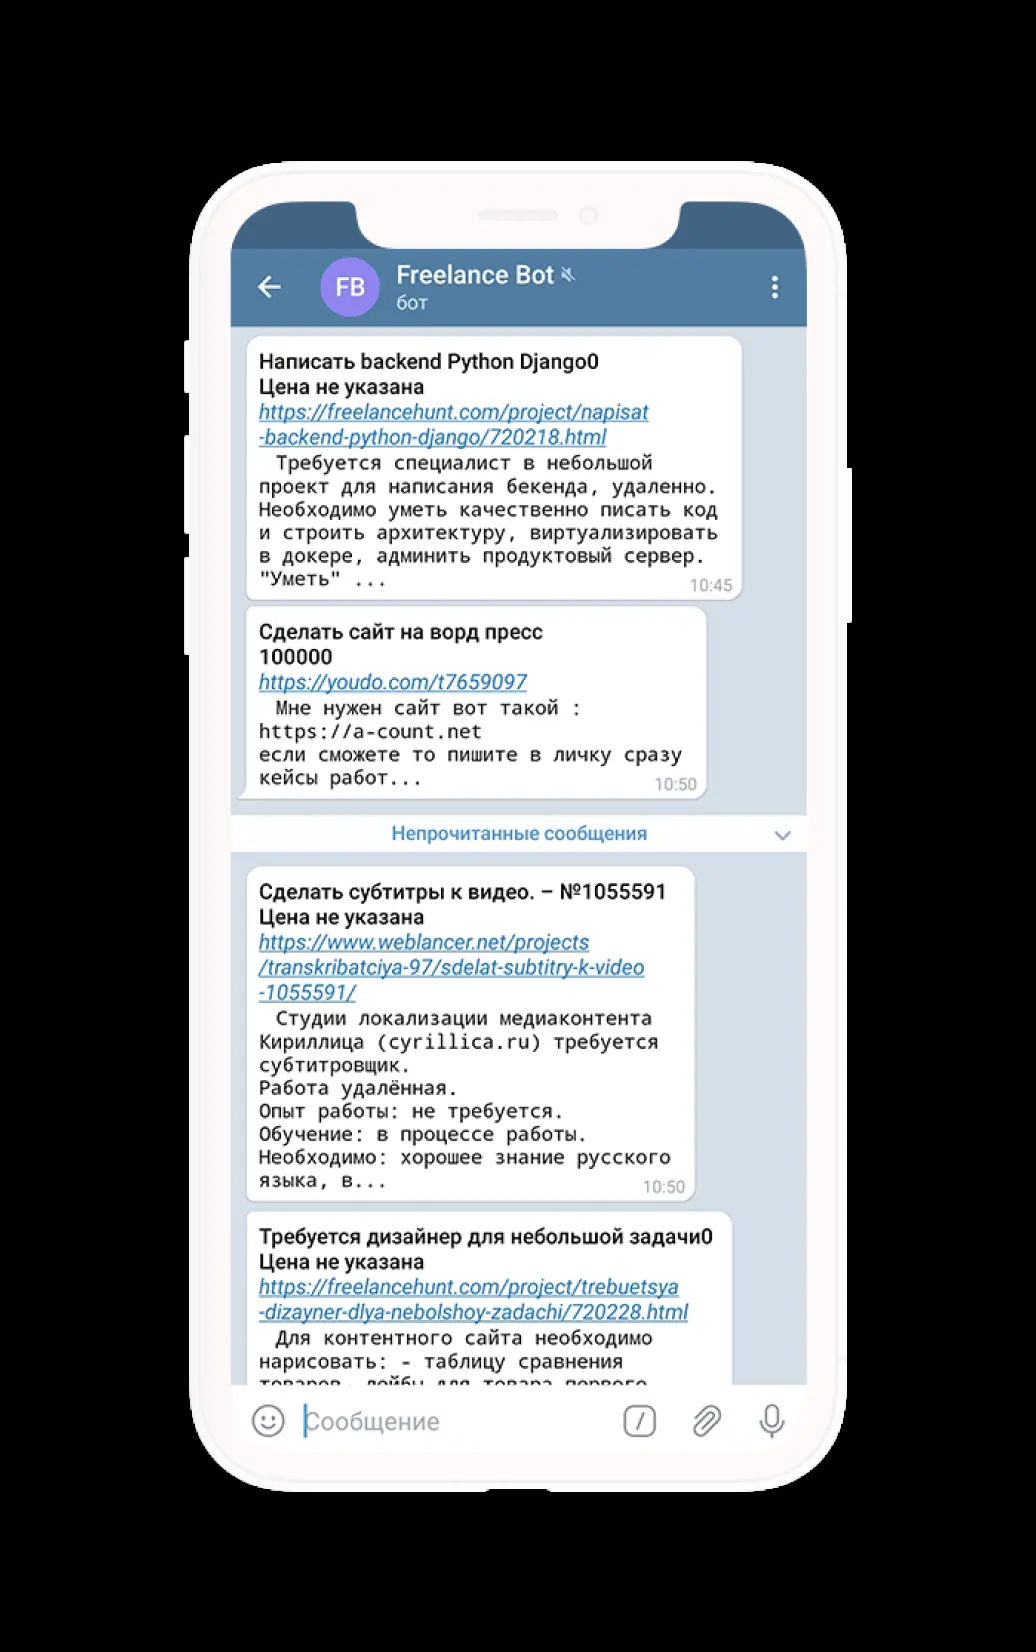 FB
Freelance Bot
бот
Написать backend Python Django0
Цена не указана
https://freelancehunt.com/project/napisat
-backend-python-django/720218.html
Требуется специалист в небольшой
проект для написания бекенда, удаленно.
Необходимо уметь качественно писать код
и строить архитектуру, виртуализировать
в докере, админить продуктовый сервер.
"Уметь" ...
10:45
Сделать сайт на ворд пресс
100000
https://youdo.com/t7659097
Мне нужен сайт вот такой :
https://a-count.net
если сможете то пишите в личку сразу
кейсы работ...
10:50
Непрочитанные сообщения
Сделать субтитры к видео. – №1055591
Цена не указана
https://www.weblancer.net/projects
/transkribatciya-97/sdelat-subtitry-k-video
-1055591/
Студии локализации медиаконтента
Кириллица (cyrillica.ru) требуется
субтитровщик.
Работа удалённая.
Опыт работы: не требуется.
Обучение: в процессе работы.
Необходимо: хорошее знание русского
языка, в...
10:50
Требуется дизайнер для небольшой задачи0
Цена не указана
https://freelancehunt.com/project/trebuetsya
-dizayner-dlya-nebolshoy-zadachi/720228.html
Для контентного сайта необходимо
нарисовать: - таблицу сравнения
товаров, лейбы для товара первого
Сообщение